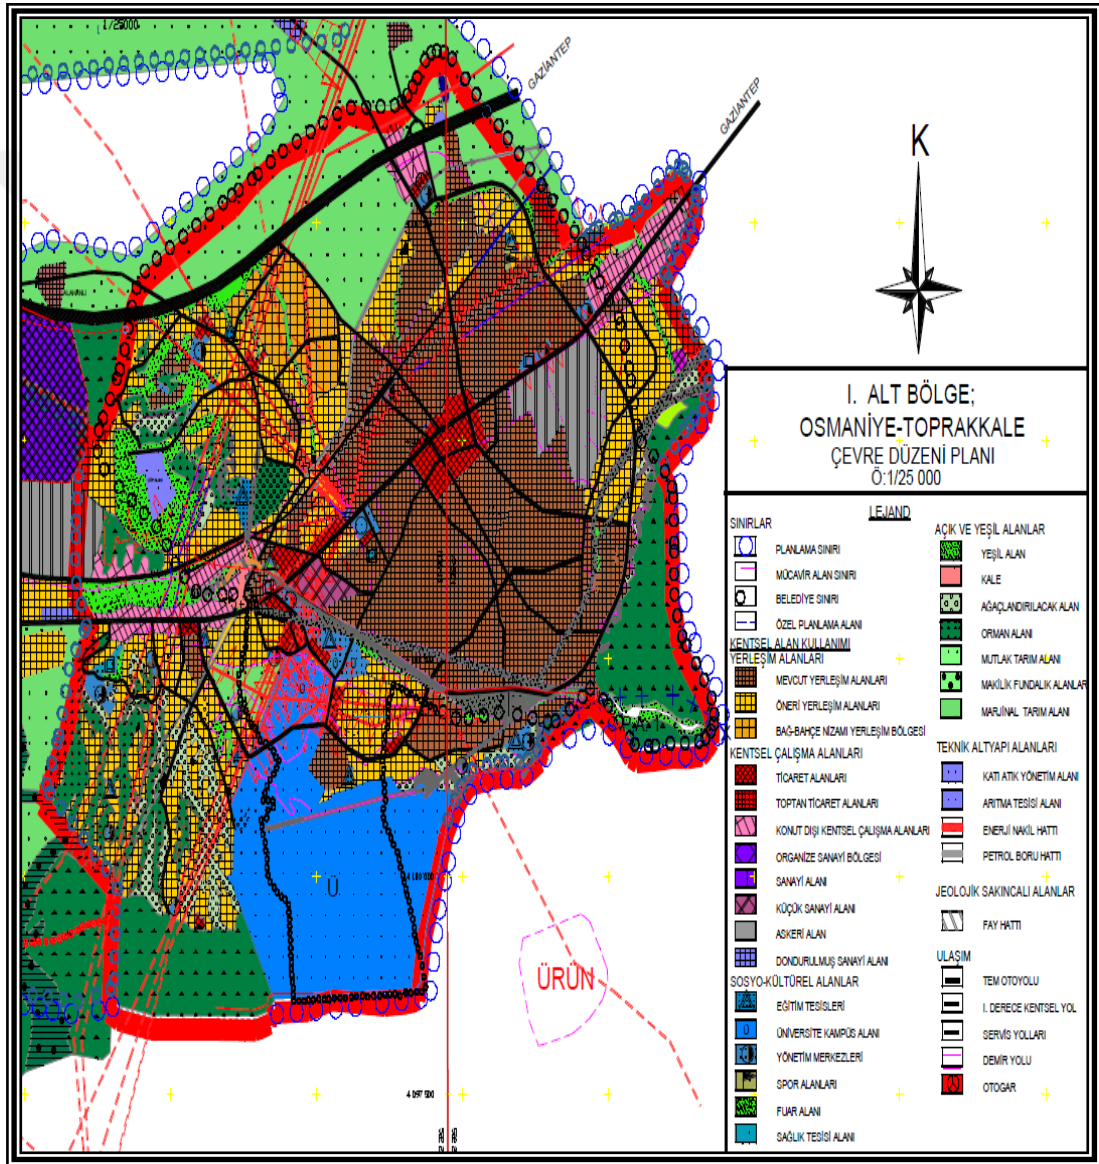 1/25000
GAZİANTEP
GAZİANTEP
K
I. ALT BÖLGE;
OSMANİYE-TOPRAKKALE
ÇEVRE DÜZENİ PLANI
Ö:1/25 000
LEJAND
SINIRLAR
PLANLAMA SINIRI
MÜCAVİR ALAN SINIRI
BELEDİYE SINIRI
ÖZEL PLANLAMA ALANI
KENTSEL ALAN KULLANIMI
YERLEŞİM ALANLARI
MEVCUT YERLEŞİM ALANLARI
ÖNERİ YERLEŞİM ALANLARI
BAĞ-BAHÇE NİZAMI YERLEŞİM BÖLGESİ
KENTSEL ÇALIŞMA ALANLARI
TİCARET ALANLARI
TOPTAN TİCARET ALANLARI
KONUT DIŞI KENTSEL ÇALIŞMA ALANLARI
ORGANİZE SANAYİ BÖLGESİ
SANAYİ ALANI
KÜÇÜK SANAYİ ALANI
ASKERİ ALAN
DONDURULMUŞ SANAYİ ALANI
SOSYO-KÜLTÜREL ALANLAR
EĞİTİM TESİSLERİ
Ü
ÜNİVERSİTE KAMPÜS ALANI
YÖNETİM MERKEZLERİ
SPOR ALANLARI
FUAR ALANI
SAĞLIK TESİSİ ALANI
AÇIK VE YEŞİL ALANLAR
YEŞİL ALAN
KALE
AĞAÇLANDIRILACAK ALAN
ORMAN ALANI
MUTLAK TARIM ALANI
MAKİLİK FUNDALIK ALANLAR
MARJİNAL TARIM ALANI
TEKNİK ALTYAPI ALANLARI
KATI ATIK YÖNETİM ALANI
ARITMA TESİSİ ALANI
ENERJİ NAKİL HATTI
PETROL BORU HATTI
JEOLOJİK SAKINCALI ALANLAR
FAY HATTI
ULAŞIM
TEM OTOYOLU
I. DERECE KENTSEL YOL
SERVİS YOLLARI
DEMİR YOLU
OTOGAR
Ü
Ü
ÜRÜN
4 097 500